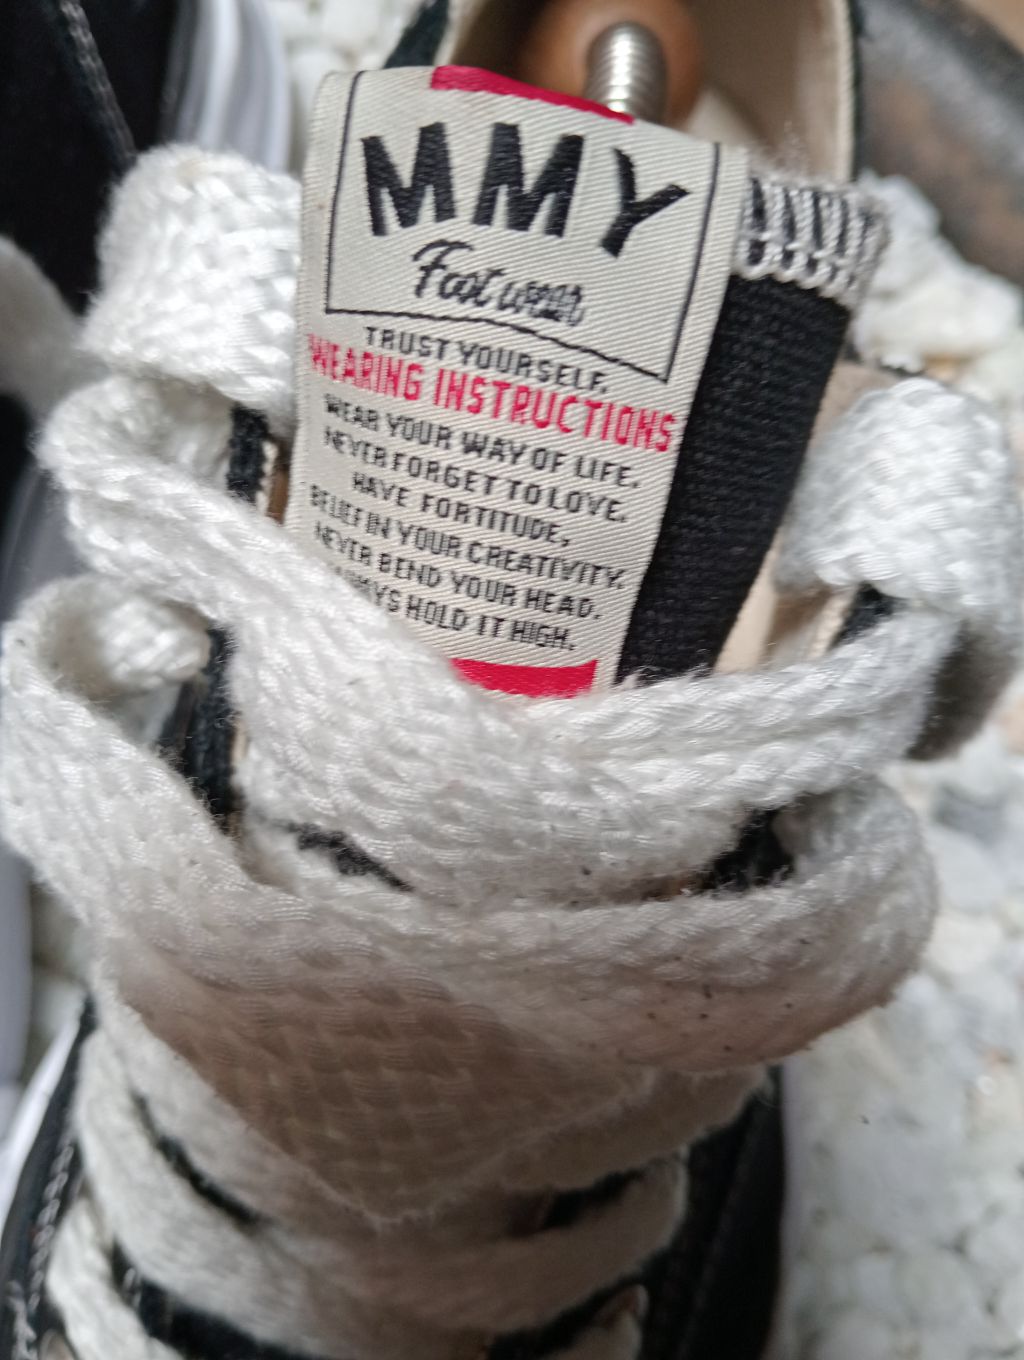 MMY
Footwear
TRUST YOURSELF.
WEARING INSTRUCTIONS
WEAR YOUR WAY OF LIFE.
NEVER FORGET TO LOVE.
HAVE FORTITUDE,
BELIEF IN YOUR CREATIVITY.
NEVER BEND YOUR HEAD.
HOLD IT HIGH.